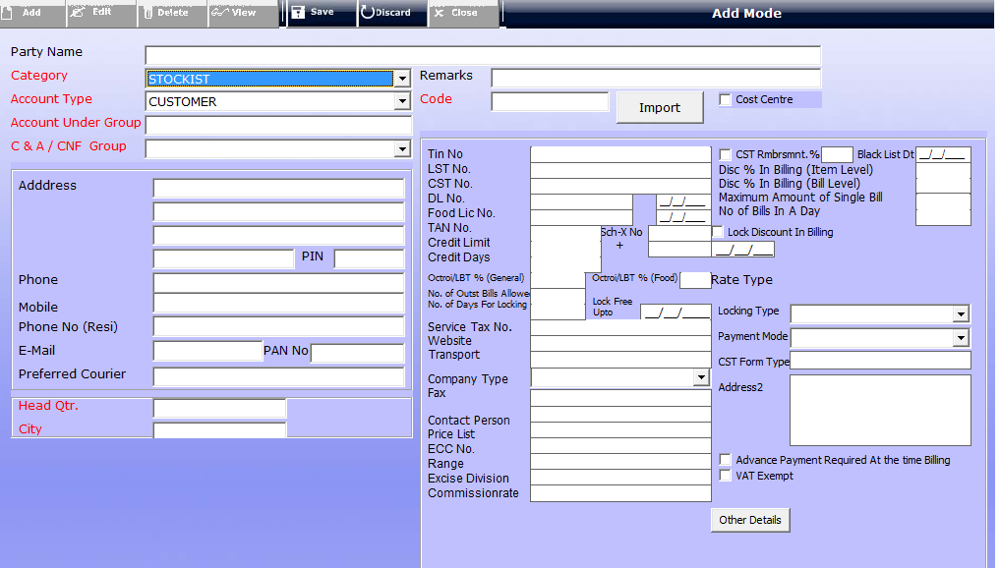 Add Edit Delete View Save Discard Close Add Mode
Party Name
Category STOCKIST Remarks
Account Type CUSTOMER Code Import Cost Centre
Account Under Group
C & A / CNF Group
Adddress
PIN
Phone
Mobile
Phone No (Resi)
E-Mail PAN No
Preferred Courier
Head Qtr.
City
Tin No CST Rmbrsmnt. % Black List Dt __/__/___
LST No. Disc % In Billing (Item Level)
CST No. Disc % In Billing (Bill Level)
DL No. __/__/___ Maximum Amount of Single Bill
Food Lic No. __/__/___ No of Bills In A Day
TAN No. Sch-X No Lock Discount In Billing
Credit Limit + __/__/___
Credit Days
Octroi/LBT % (General) Octroi/LBT % (Food) Rate Type
No. of Outst Bills Allowe Lock Free
No. of Days For Locking Upto __/__/___ Locking Type
Service Tax No.
Website Payment Mode
Transport CST Form Type
Company Type Address2
Fax
Contact Person
Price List
ECC No.
Range Advance Payment Required At the time Billing
Excise Division VAT Exempt
Commissionrate
Other Details